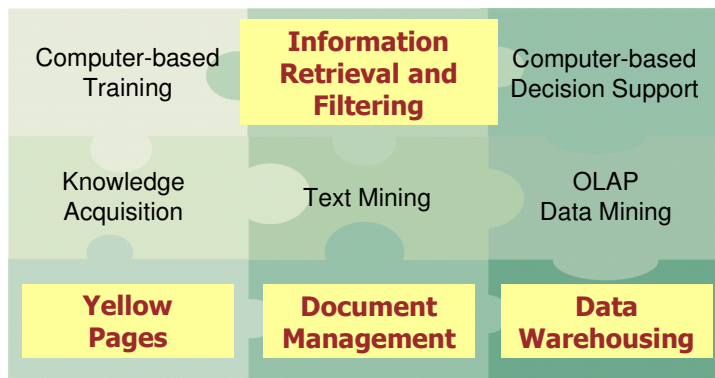 Computer-based
Training
Information
Retrieval and
Filtering
Computer-based
Decision Support
Knowledge
Acquisition
Text Mining
OLAP
Data Mining
Yellow
Pages
Document
Management
Data
Warehousing